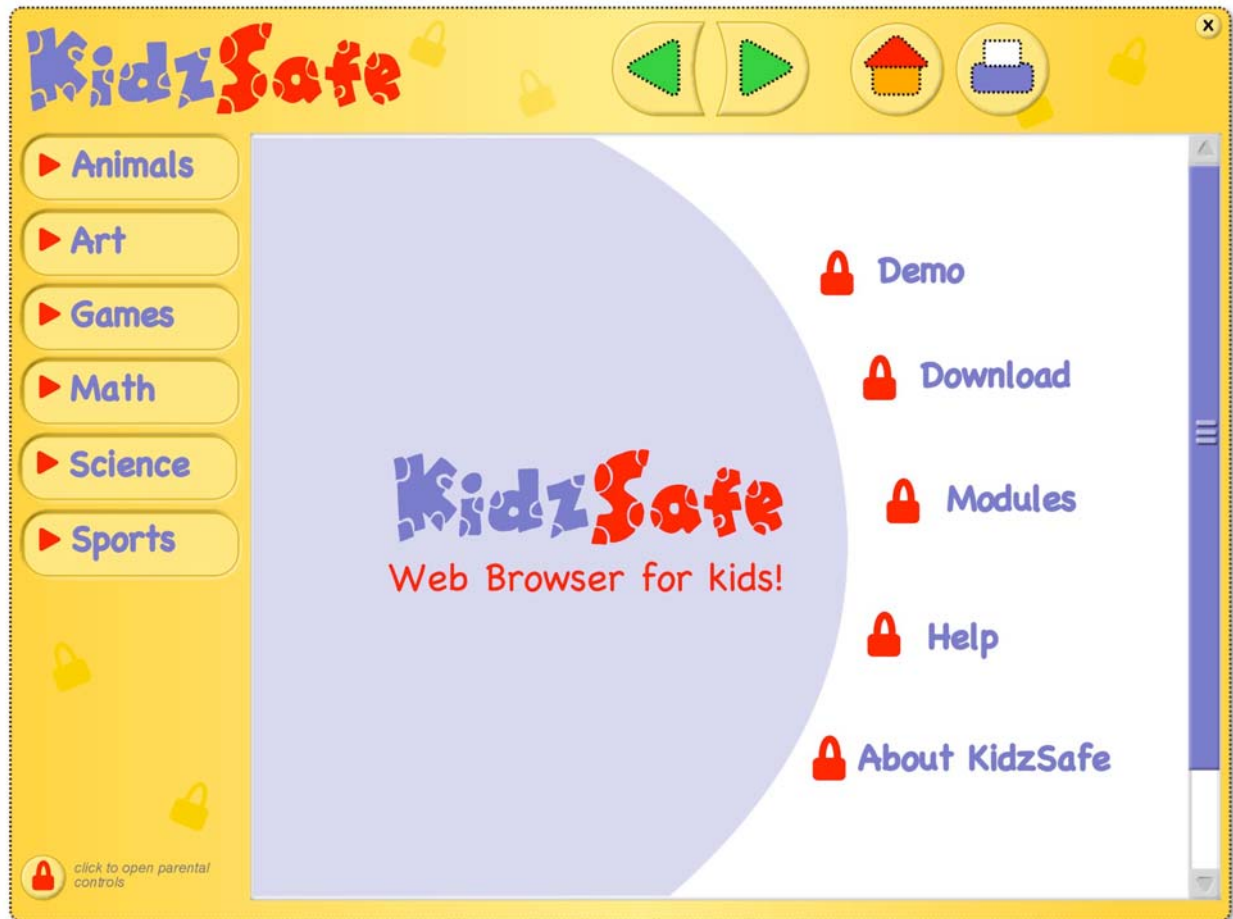 KidzSafe
x
Animals
Art
Games
Math
Science
Sports
click to open parental
controls
KidzSafe
Web Browser for kids!
Demo
Download
Modules
Help
About KidzSafe